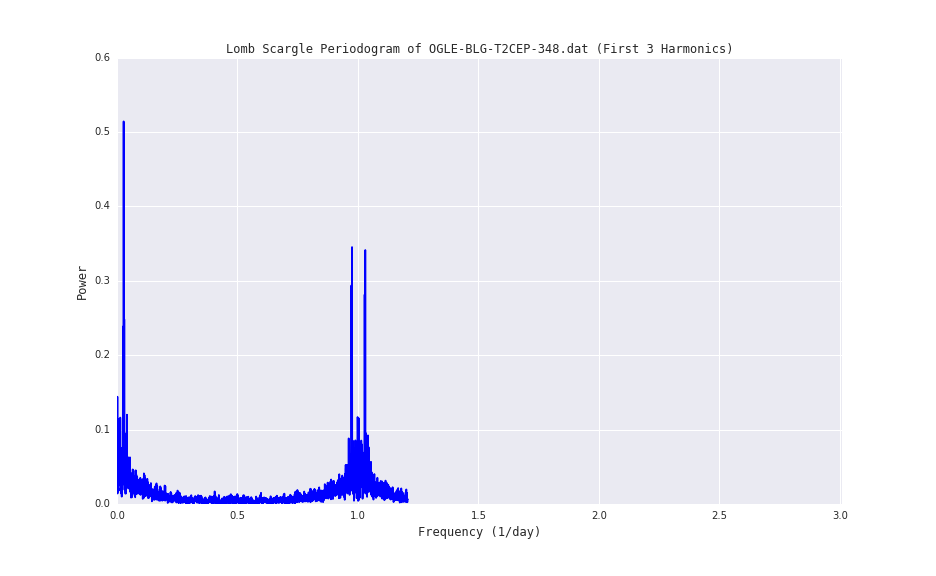 Lomb Scargle Periodogram of OGLE-BLG-T2CEP-348.dat (First 3 Harmonics)
0.6
0.5
0.4
0.3
0.2
0.1
0.0
Power
0.0 0.5 1.0 1.5 2.0 2.5 3.0
Frequency (1/day)